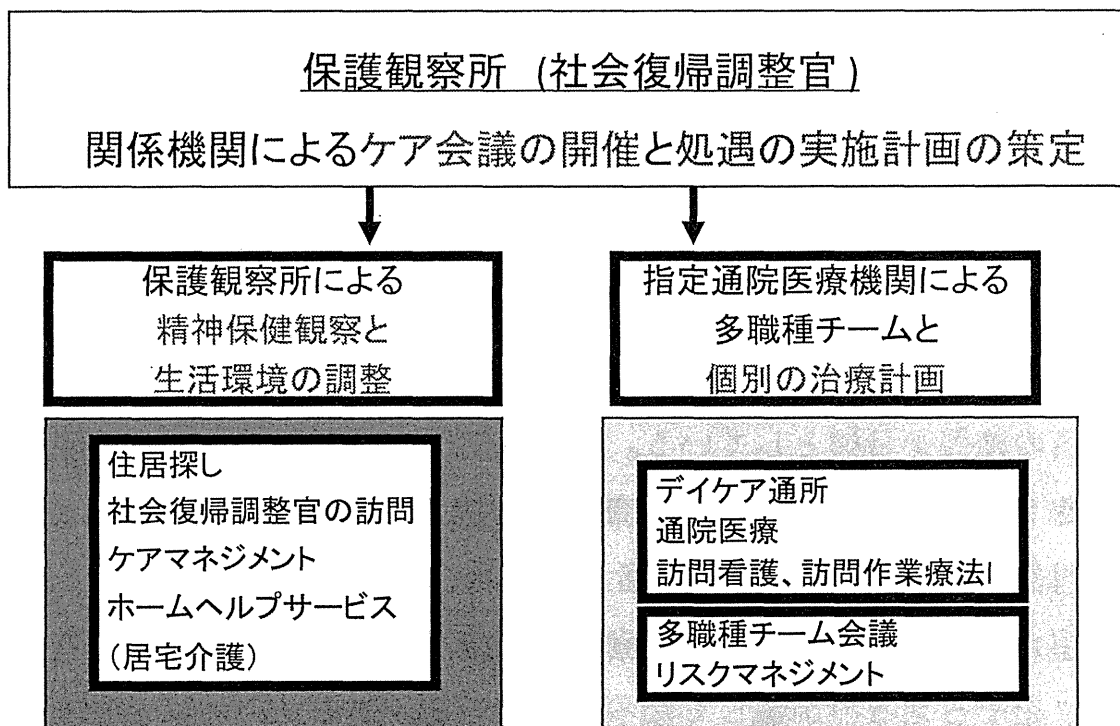 保護観察所 (社会復帰調整官)
関係機関によるケア会議の開催と処遇の実施計画の策定
保護観察所による
精神保健観察と
生活環境の調整
住居探し
社会復帰調整官の訪問
ケアマネジメント
ホームヘルプサービス
(居宅介護)
指定通院医療機関による
多職種チームと
個別の治療計画
デイケア通所
通院医療
訪問看護、訪問作業療法l
多職種チーム会議
リスクマネジメント